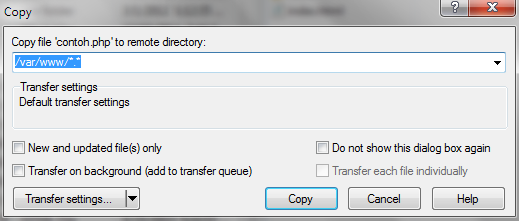 Copy
Copy file 'contoh.php' to remote directory:
/var/www/*.*
Transfer settings
Default transfer settings
New and updated file(s) only
Do not show this dialog box again
Transfer on background (add to transfer queue)
Transfer each file individually
Transfer settings...
Copy
Cancel
Help